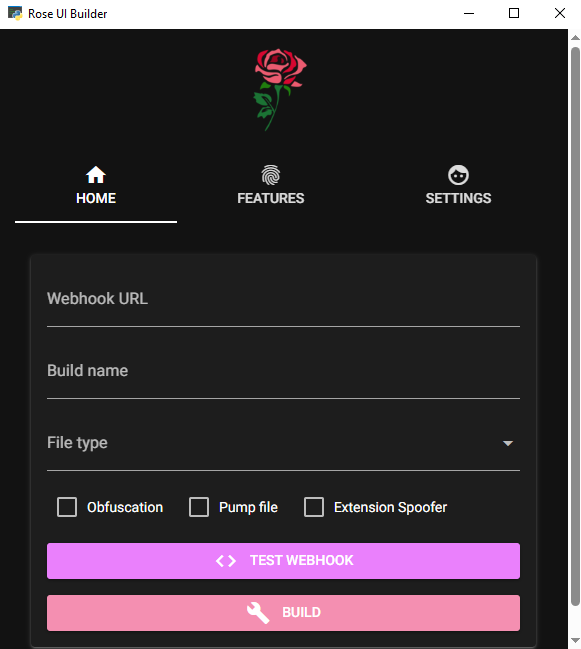 Rose UI Builder
HOME FEATURES SETTINGS
Webhook URL
Build name
File type
Obfuscation Pump file Extension Spoofer
TEST WEBHOOK
BUILD